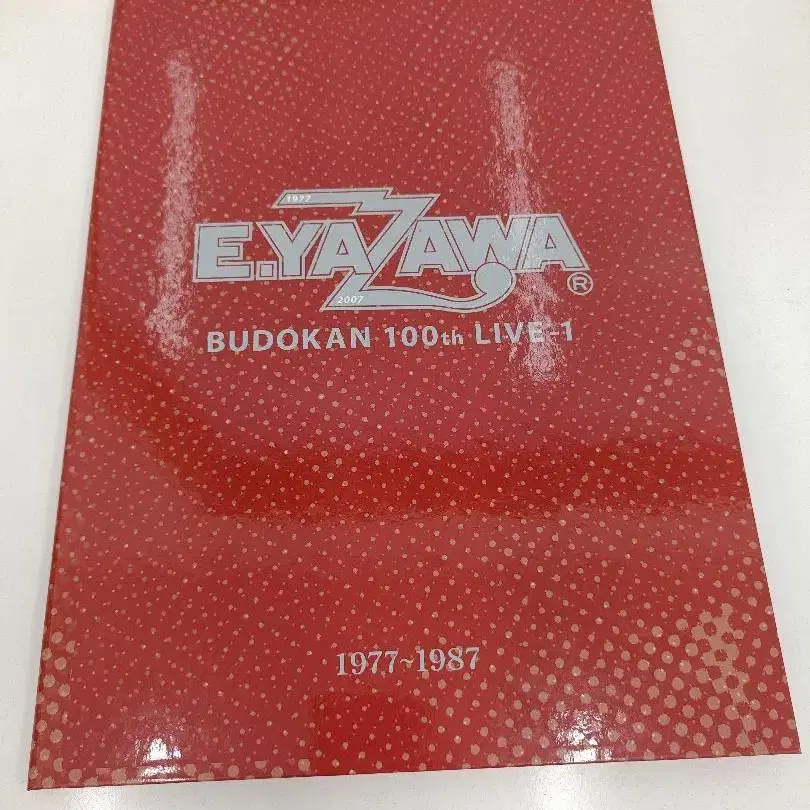 1977
E.YAZAWA®
2007
BUDOKAN 100th LIVE-1
1977~1987